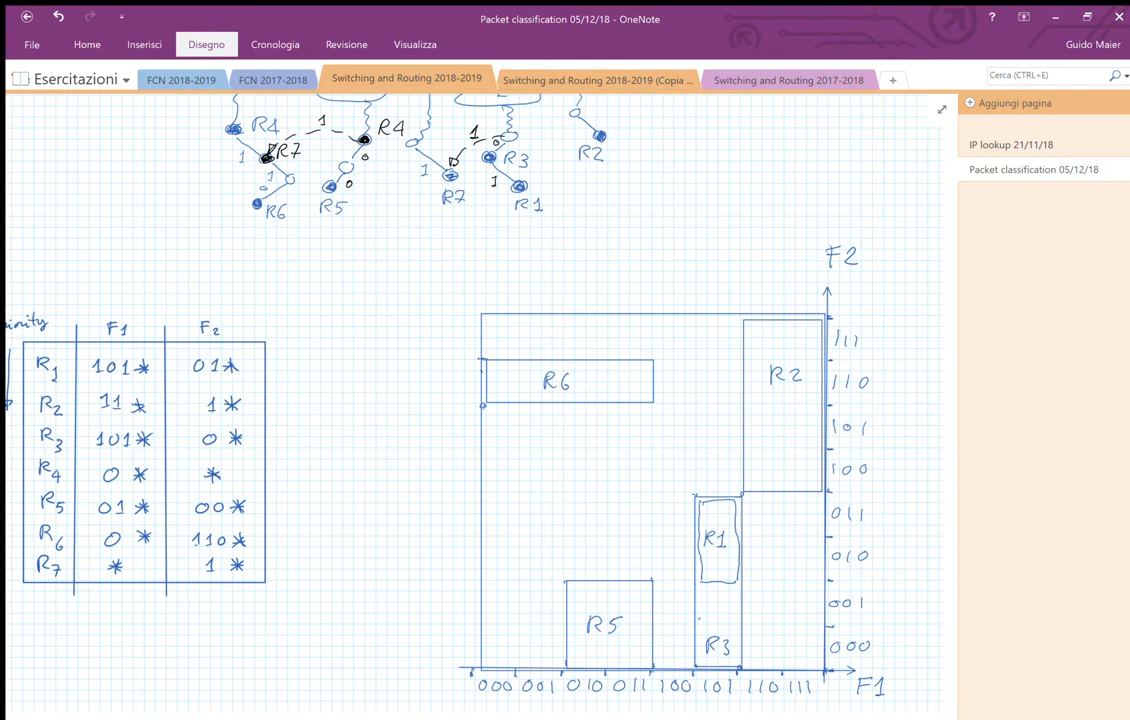 Packet classification 05/12/18 - OneNote
?
File Home Inserisci Disegno Cronologia Revisione Visualizza
Guido Maier
Esercitazioni
FCN 2018-2019
FCN 2017-2018
Switching and Routing 2018-2019
Switching and Routing 2018-2019 (Copia ...
Switching and Routing 2017-2018
+
Cerca (CTRL+E)
Aggiungi pagina
IP lookup 21/11/18
Packet classification 05/12/18
R4 1 R4 1 R2
1 R7 0 0 R3
1 0 0 1 1
R6 R5 R7 R1
F2
F1 F2
R1 101* 01*
R2 11* 1*
R3 101* 0*
R4 0* *
R5 01* 00*
R6 0* 110*
R7 * 1*
R6
R2
R1
R5
R3
111
110
101
100
011
010
001
000
000 001 010 011 100 101 110 111 F1